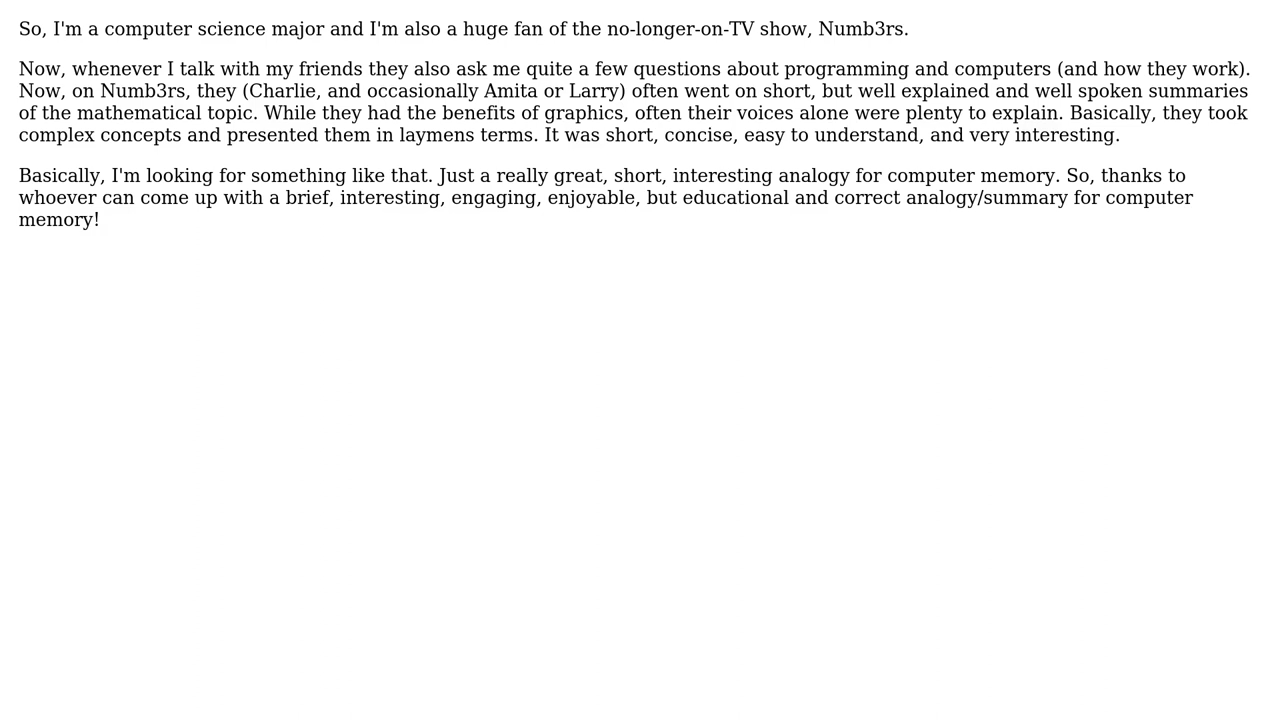 So, I'm a computer science major and I'm also a huge fan of the no-longer-on-TV show, Numb3rs.
Now, whenever I talk with my friends they also ask me quite a few questions about programming and computers (and how they work).
Now, on Numb3rs, they (Charlie, and occasionally Amita or Larry) often went on short, but well explained and well spoken summaries
of the mathematical topic. While they had the benefits of graphics, often their voices alone were plenty to explain. Basically, they took
complex concepts and presented them in laymens terms. It was short, concise, easy to understand, and very interesting.
Basically, I'm looking for something like that. Just a really great, short, interesting analogy for computer memory. So, thanks to
whoever can come up with a brief, interesting, engaging, enjoyable, but educational and correct analogy/summary for computer
memory!